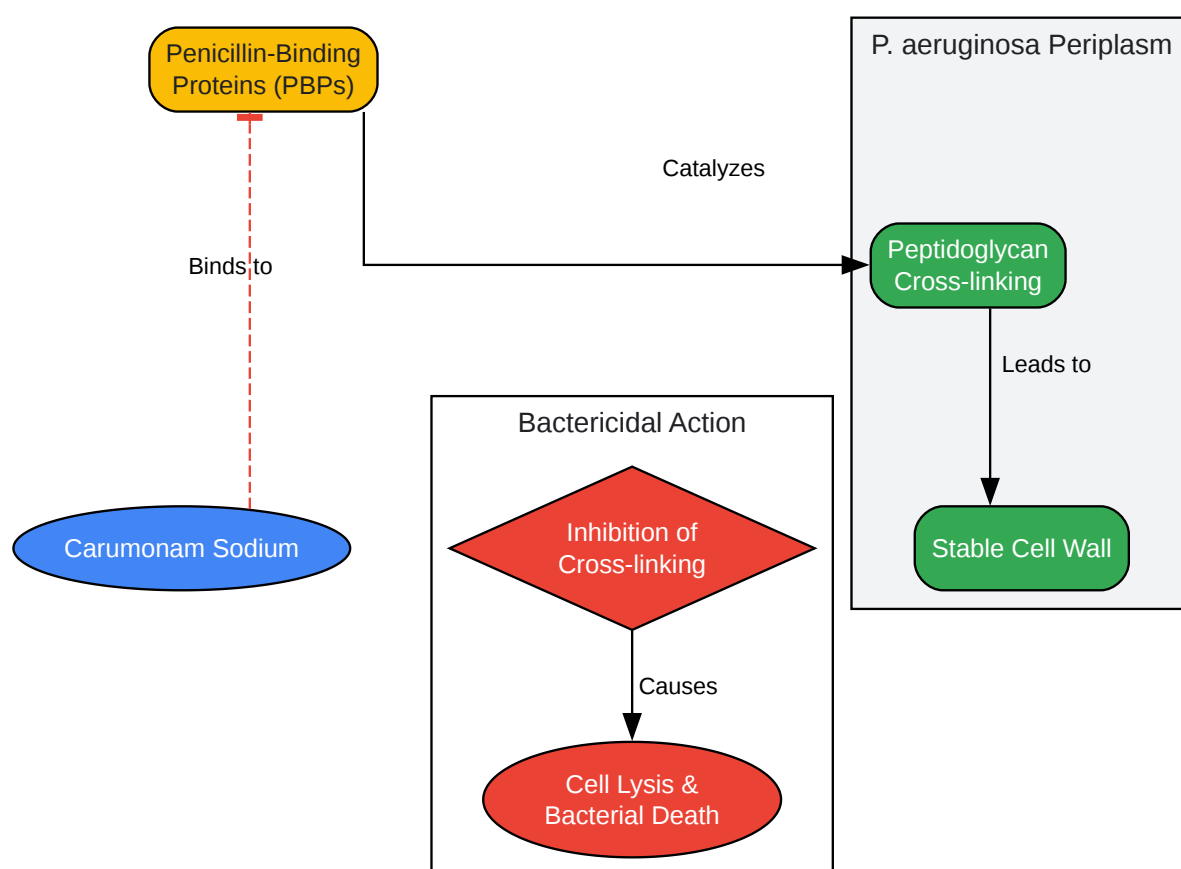 Penicillin-Binding
Proteins (PBPs)
P. aeruginosa Periplasm
Catalyzes
Binds to
Peptidoglycan
Cross-linking
Leads to
Bactericidal Action
Carumonam Sodium
Inhibition of
Cross-linking
Stable Cell Wall
Causes
Cell Lysis &
Bacterial Death